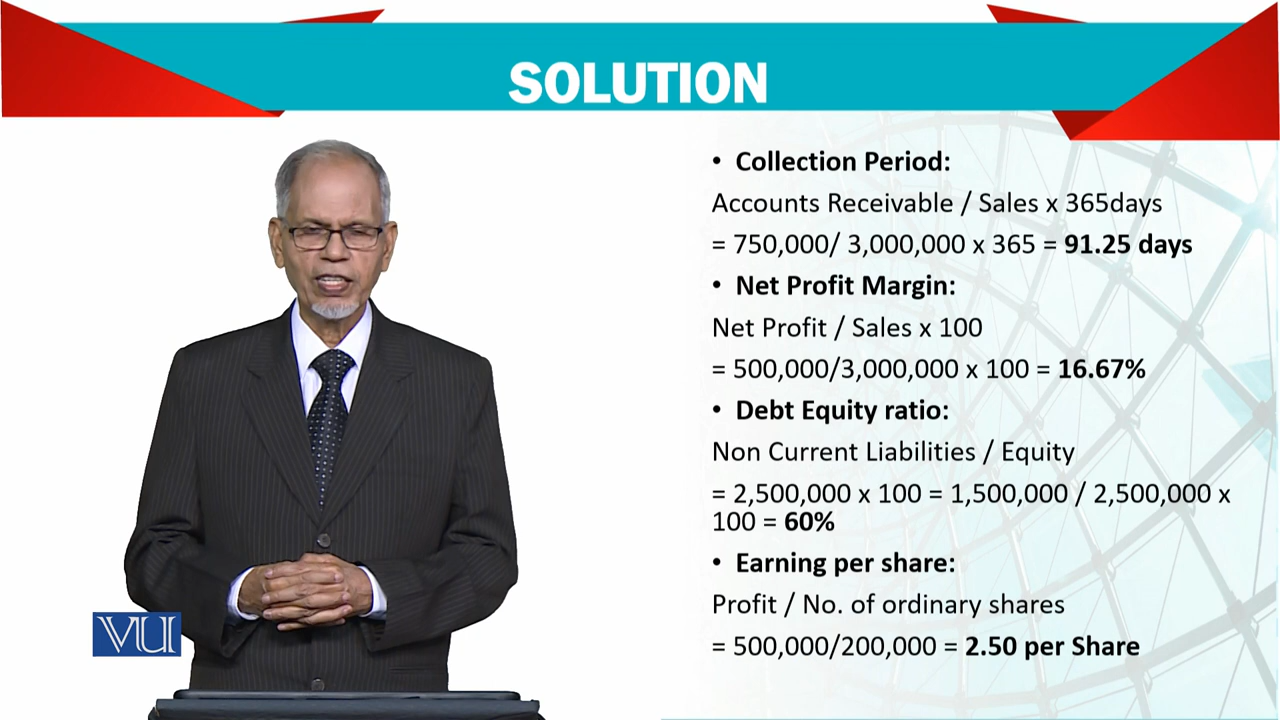 SOLUTION
• Collection Period:
Accounts Receivable / Sales x 365days
= 750,000/ 3,000,000 x 365 = 91.25 days
• Net Profit Margin:
Net Profit / Sales x 100
= 500,000/3,000,000 x 100 = 16.67%
• Debt Equity ratio:
Non Current Liabilities / Equity
= 2,500,000 x 100 = 1,500,000 / 2,500,000 x
100 = 60%
• Earning per share:
Profit / No. of ordinary shares
= 500,000/200,000 = 2.50 per Share
VU